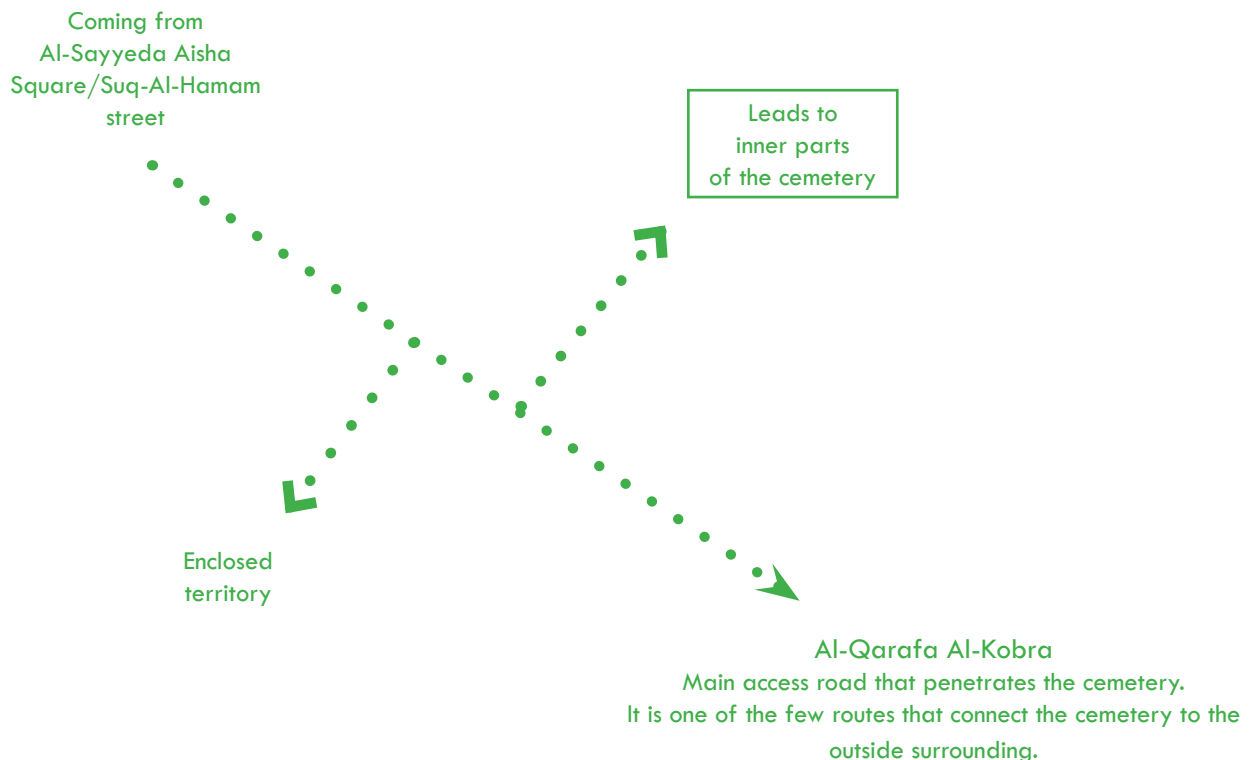 Coming from
Al-Sayyeda Aisha
Square/Suq-Al-Hamam
street
Leads to
inner parts
of the cemetery
Enclosed
territory
Al-Qarafa Al-Kobra
Main access road that penetrates the cemetery.
It is one of the few routes that connect the cemetery to the
outside surrounding.